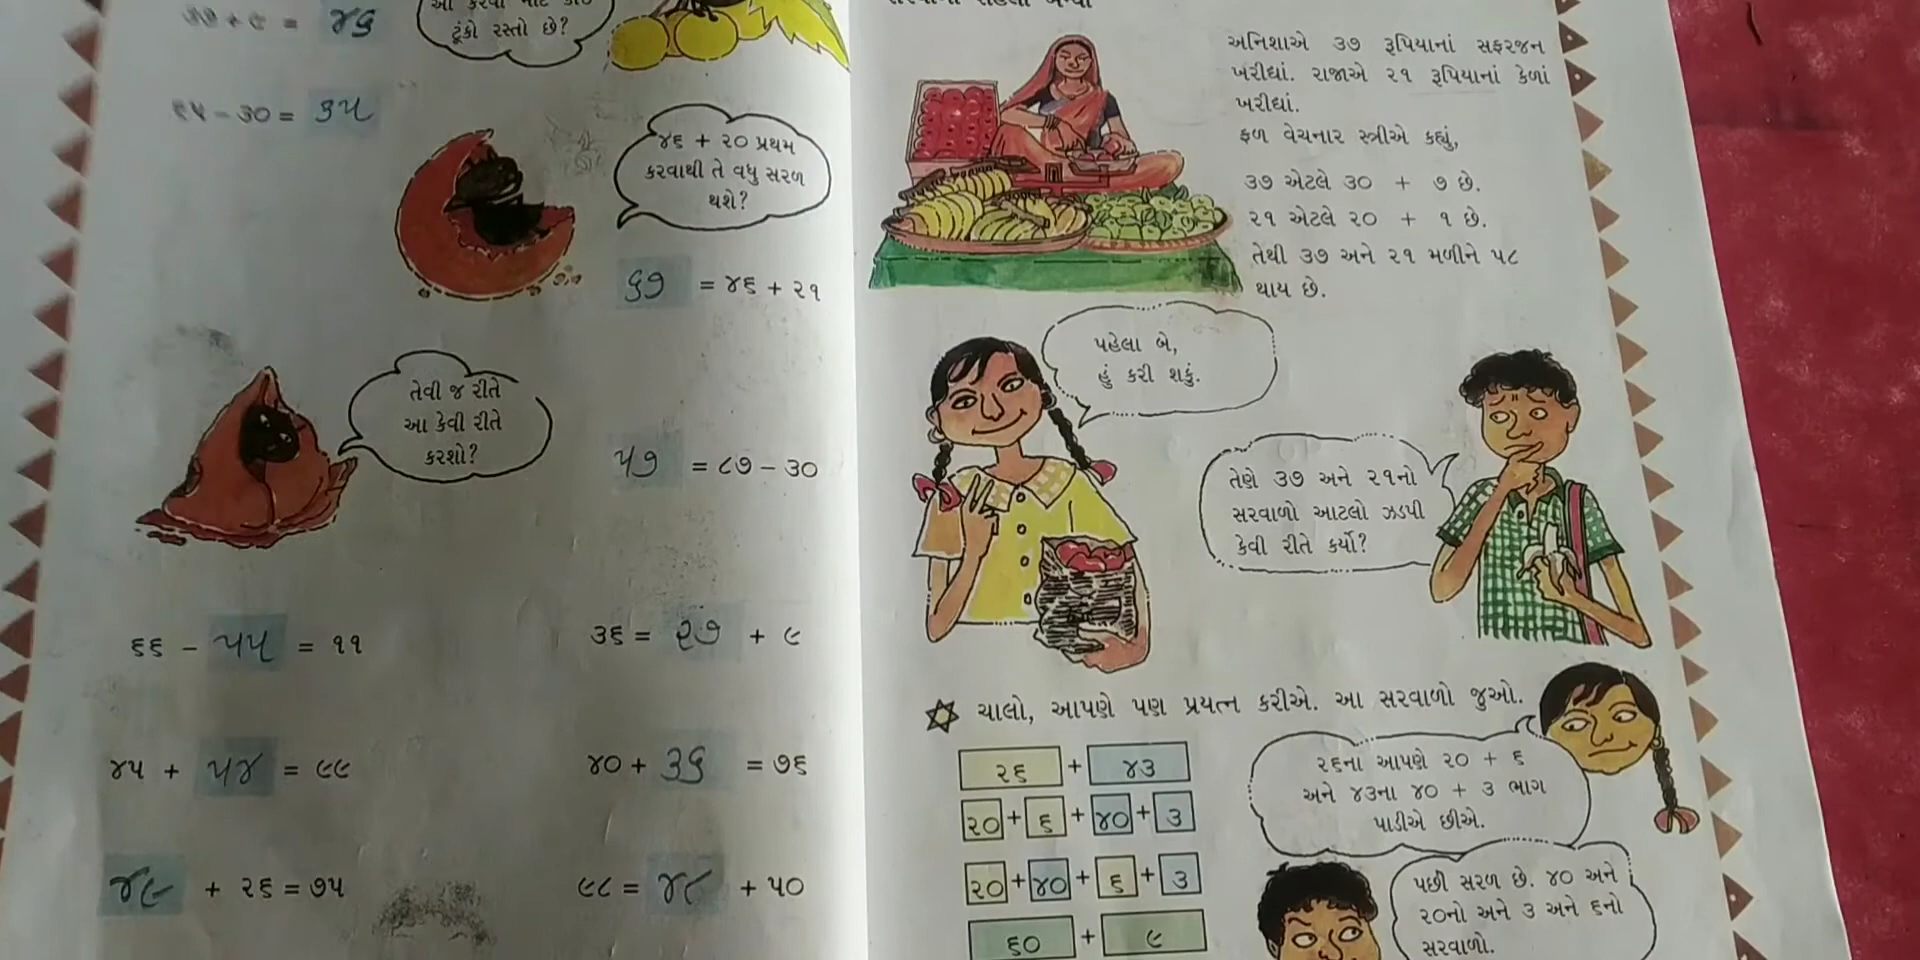 ૩૭ + ૯ = ૪૬
ટૂંકો રસ્તો છે?
૬૫ – ૩૦ = ૩૫
૪૬ + ૨૦ પ્રથમ
કરવાથી તે વધુ સરળ
થશે?
૬૭ = ૪૬ + ૨૧
તેવી જ રીતે
આ કેવી રીતે
કરશો?
૫૭ = ૮૭ – ૩૦
૬૬ – ૫૫ = ૧૧
૩૬ = ૨૭ + ૯
૪૫ + ૫૪ = ૯૯
૪૦ + ૩૬ = ૭૬
૪૯ + ૨૬ = ૭૫
૯૮ = ૪૮ + ૫૦
અનિશાએ ૩૭ રૂપિયાનાં સફરજન
ખરીદ્યાં. રાજાએ ૨૧ રૂપિયાનાં કેળાં
ખરીદ્યાં.
ફળ વેચનાર સ્ત્રીએ કહ્યું,
૩૭ એટલે ૩૦ + ૭ છે.
૨૧ એટલે ૨૦ + ૧ છે.
તેથી ૩૭ અને ૨૧ મળીને ૫૮
થાય છે.
પહેલા બે,
હું કરી શકું.
તેણે ૩૭ અને ૨૧નો
સરવાળો આટલો ઝડપી
કેવી રીતે કર્યો?
ચાલો, આપણે પણ પ્રયત્ન કરીએ. આ સરવાળો જુઓ.
૨૬ + ૪૩
૨૦ + ૬ + ૪૦ + ૩
૨૦ + ૪૦ + ૬ + ૩
૬૦ + ૯
૨૬ના આપણે ૨૦ + ૬
અને ૪૩ના ૪૦ + ૩ ભાગ
પાડીએ છીએ.
પછી સરળ છે. ૪૦ અને
૨૦નો અને ૩ અને ૬નો
સરવાળો.